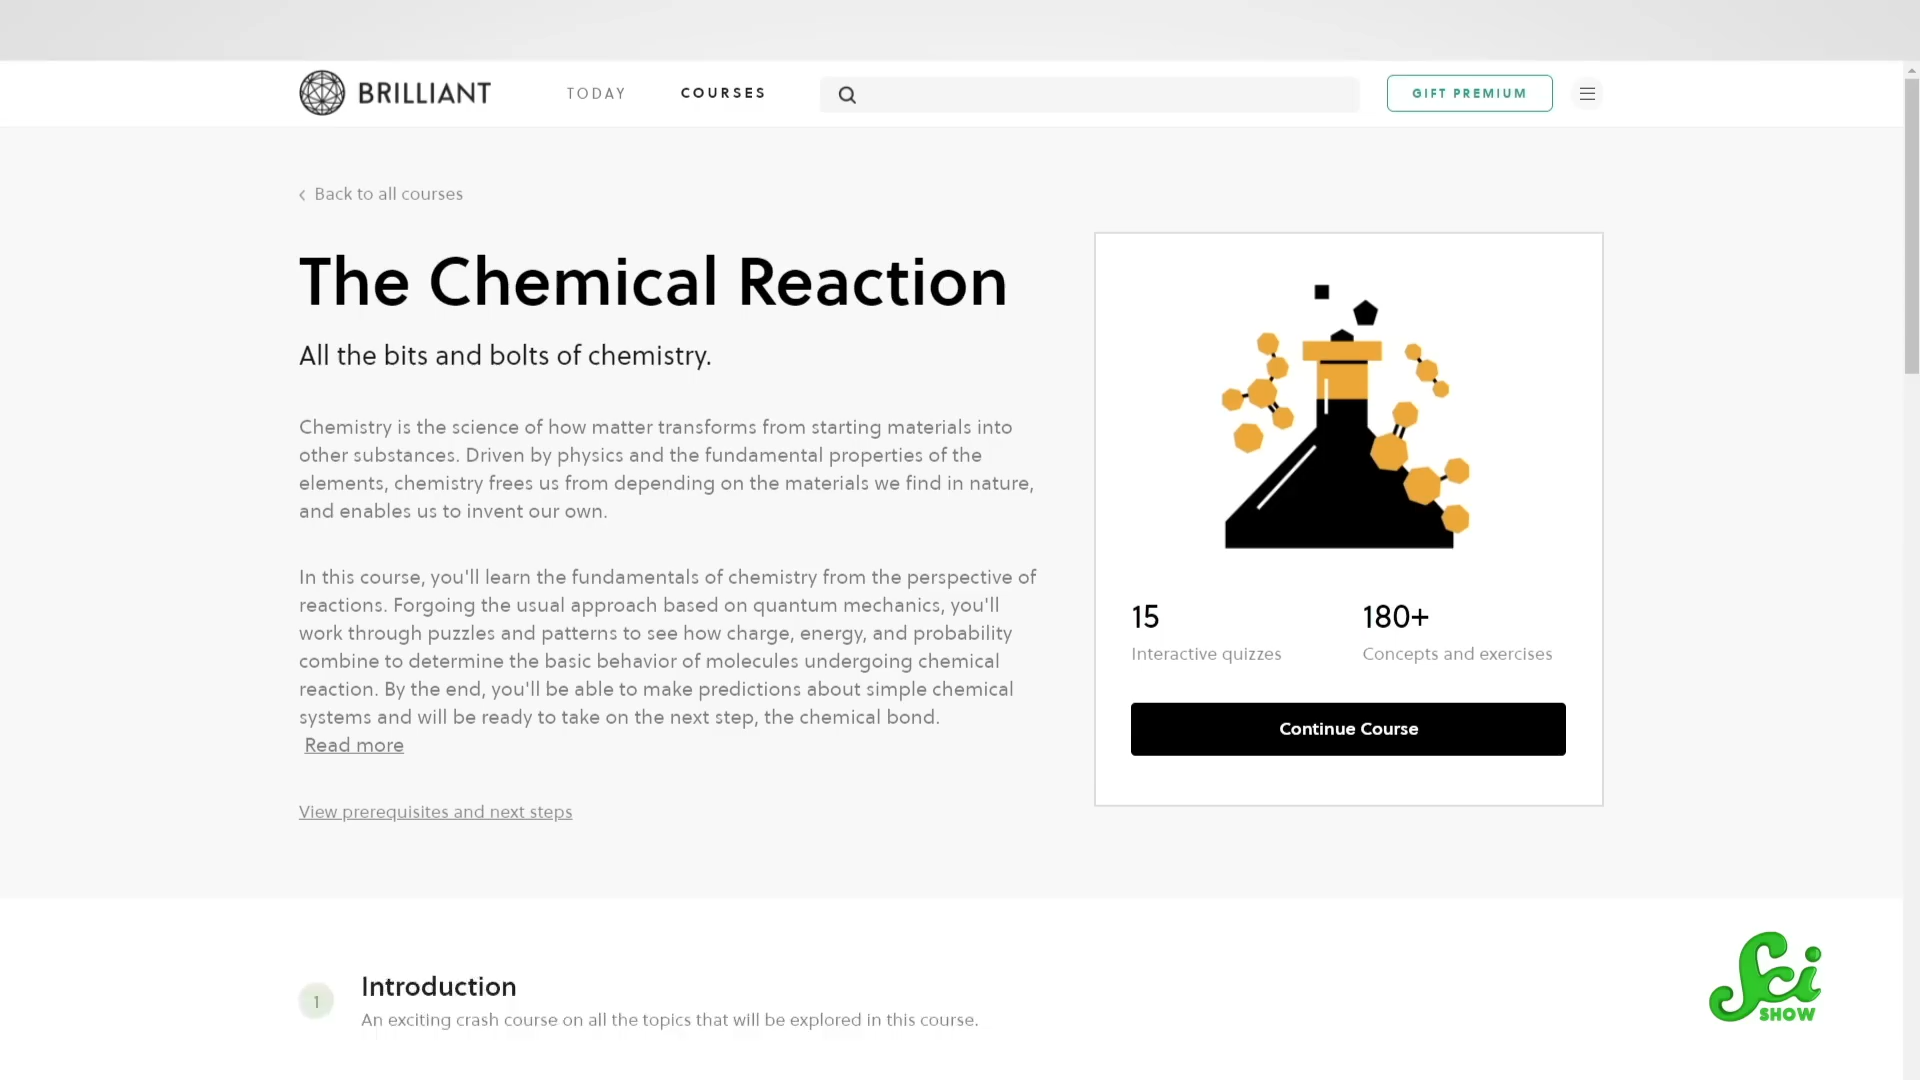 BRILLIANT
TODAY
COURSES
GIFT PREMIUM
Back to all courses
The Chemical Reaction
All the bits and bolts of chemistry.
Chemistry is the science of how matter transforms from starting materials into
other substances. Driven by physics and the fundamental properties of the
elements, chemistry frees us from depending on the materials we find in nature,
and enables us to invent our own.
In this course, you'll learn the fundamentals of chemistry from the perspective of
reactions. Forgoing the usual approach based on quantum mechanics, you'll
work through puzzles and patterns to see how charge, energy, and probability
combine to determine the basic behavior of molecules undergoing chemical
reaction. By the end, you'll be able to make predictions about simple chemical
systems and will be ready to take on the next step, the chemical bond.
Read more
View prerequisites and next steps
15
Interactive quizzes
180+
Concepts and exercises
Continue Course
1
Introduction
An exciting crash course on all the topics that will be explored in this course.
Sci
SHOW